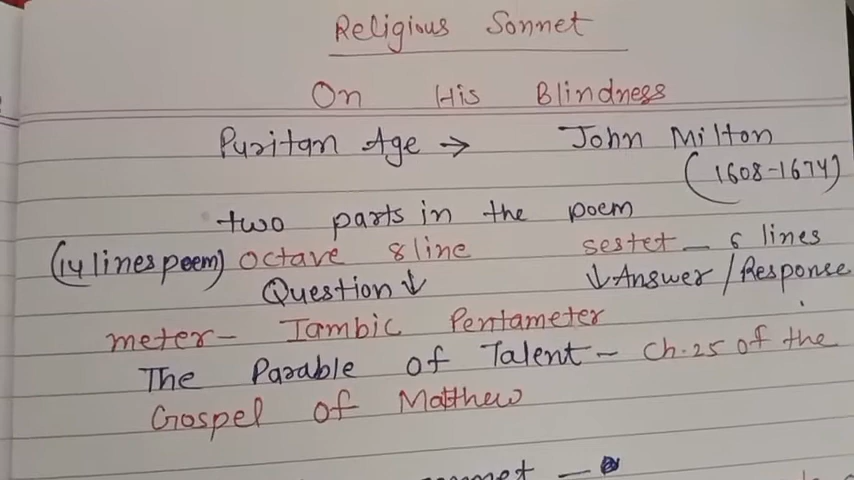 Religious Sonnet
On His Blindness
Puritan Age → John Milton
(1608-1674)
two parts in the poem
(14 lines poem) octave 8 line sestet - 6 lines
Question ↓ ↓ Answer / Response
meter - Iambic Pentameter
The Parable of Talent - Ch. 25 of the
Gospel of Matthew